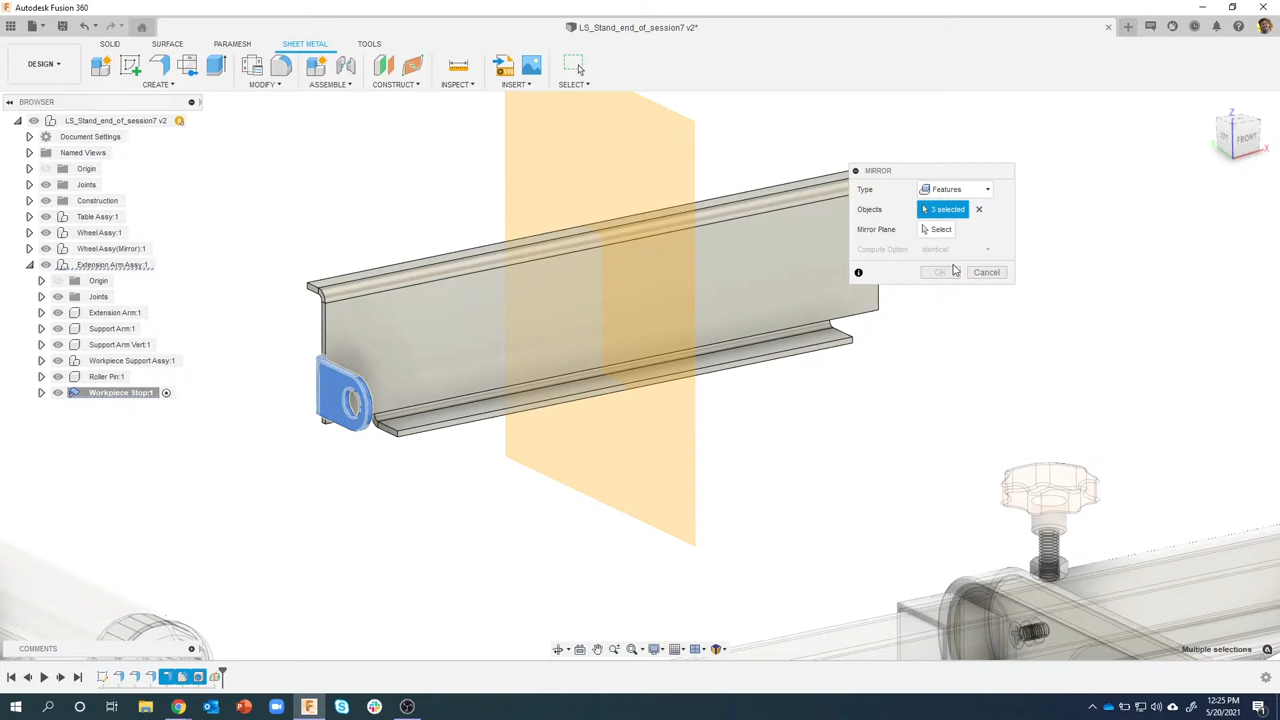 Autodesk Fusion 360
LS_Stand_end_of_session7 v2*
SOLID
SURFACE
PARAMESH
SHEET METAL
TOOLS
DESIGN
CREATE
MODIFY
ASSEMBLE
CONSTRUCT
INSPECT
INSERT
SELECT
BROWSER
LS_Stand_end_of_session7 v2
Document Settings
Named Views
Origin
Joints
Construction
Table Assy:1
Wheel Assy:1
Wheel Assy(Mirror):1
Extension Arm Assy:1
Origin
Joints
Extension Arm:1
Support Arm:1
Support Arm Vert:1
Workpiece Support Assy:1
Roller Pin:1
Workpiece Stop:1
Z
FRONT
X
MIRROR
Type
Features
Objects
3 selected
Mirror Plane
Select
Compute Option
Identical
OK
Cancel
COMMENTS
Multiple selections
12:25 PM
5/20/2021